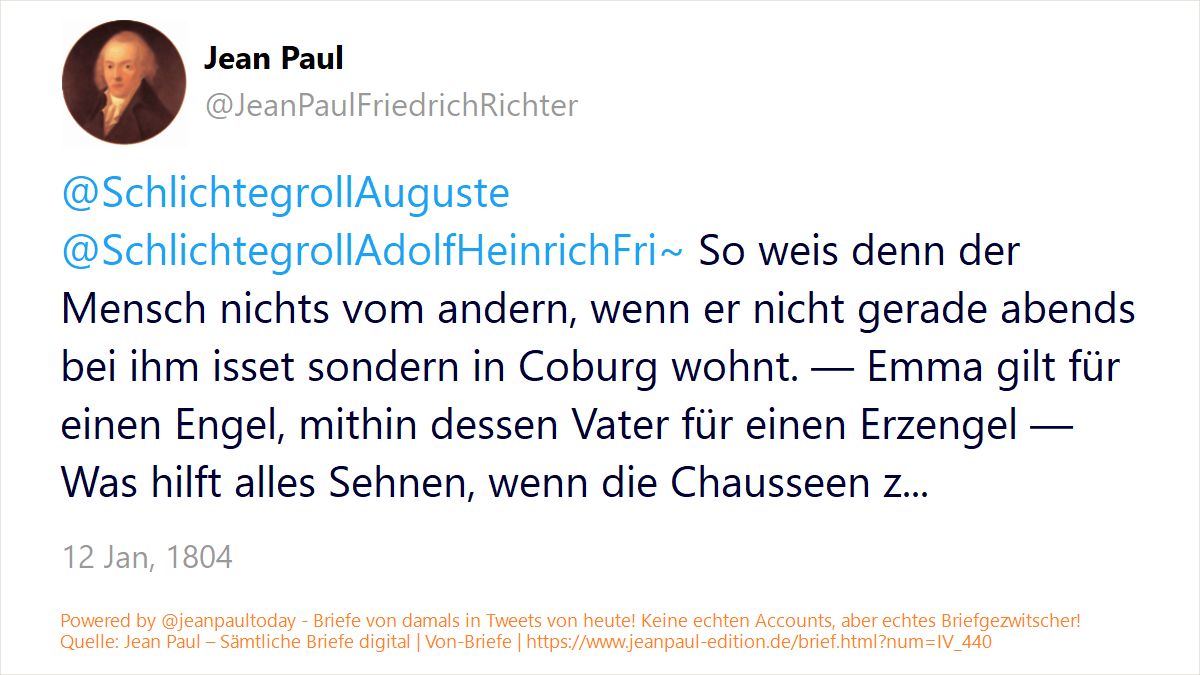 Jean Paul
@JeanPaulFriedrichRichter
@SchlichtegrollAuguste
@SchlichtegrollAdolfHeinrichFri~ So weis denn der
Mensch nichts vom andern, wenn er nicht gerade abends
bei ihm isset sondern in Coburg wohnt. — Emma gilt für
einen Engel, mithin dessen Vater für einen Erzengel —
Was hilft alles Sehnen, wenn die Chausseen z...
12 Jan, 1804
Powered by @jeanpaultoday - Briefe von damals in Tweets von heute! Keine echten Accounts, aber echtes Briefgezwitscher!
Quelle: Jean Paul – Sämtliche Briefe digital | Von-Briefe | https://www.jeanpaul-edition.de/brief.html?num=IV_440